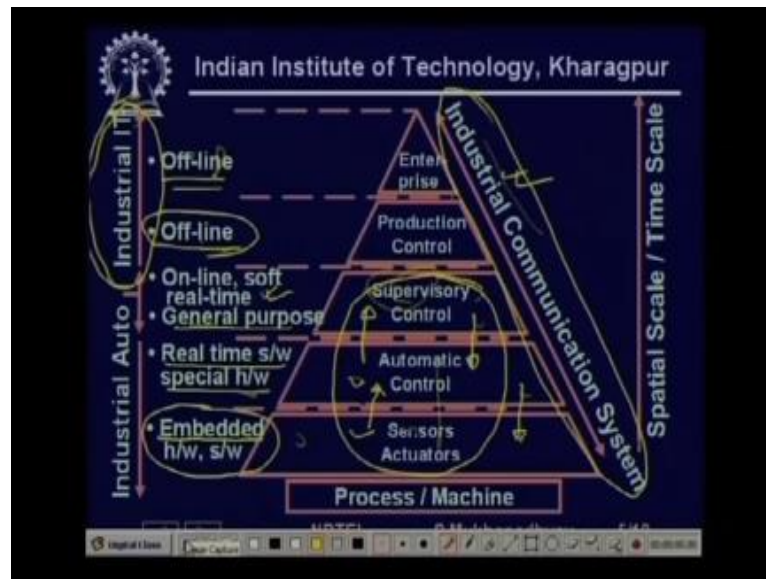 Indian Institute of Technology, Kharagpur
Industrial IT
Industrial Auto
• Off-line
• Off-line
• On-line, soft
real-time
• General purpose
• Real time s/w
special h/w
• Embedded
h/w, s/w
Enter-
prise
Production
Control
Supervisory
Control
Automatic
Control
Sensors
Actuators
Process / Machine
Industrial Communication System
Spatial Scale / Time Scale